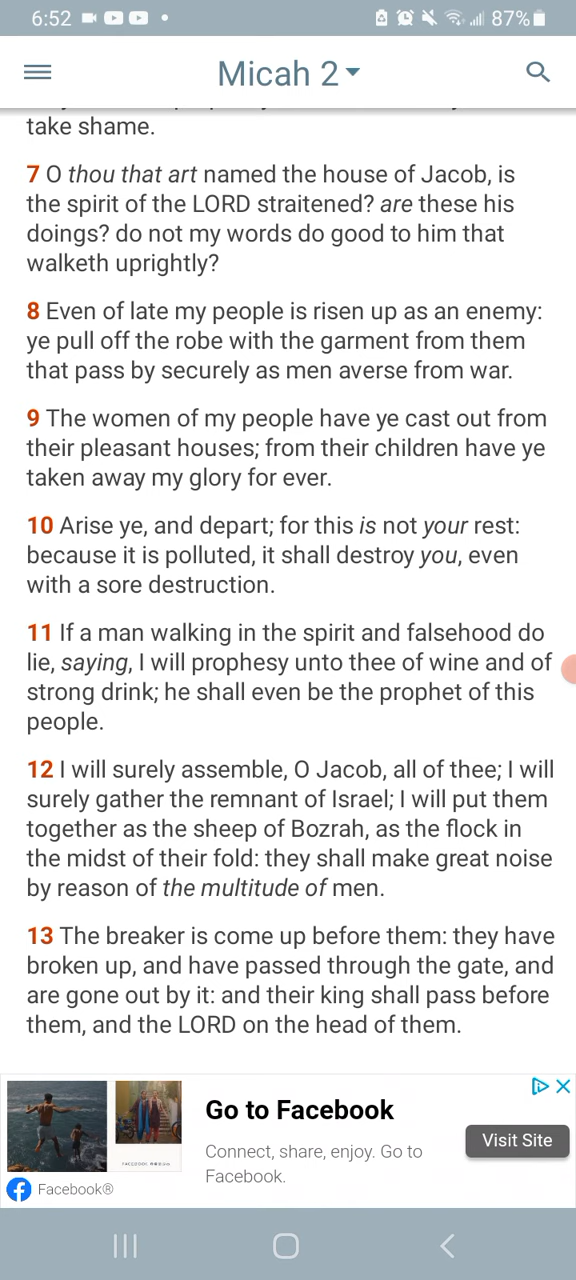 6:52
87%
Micah 2
take shame.
7 O thou that art named the house of Jacob, is
the spirit of the LORD straitened? are these his
doings? do not my words do good to him that
walketh uprightly?
8 Even of late my people is risen up as an enemy:
ye pull off the robe with the garment from them
that pass by securely as men averse from war.
9 The women of my people have ye cast out from
their pleasant houses; from their children have ye
taken away my glory for ever.
10 Arise ye, and depart; for this is not your rest:
because it is polluted, it shall destroy you, even
with a sore destruction.
11 If a man walking in the spirit and falsehood do
lie, saying, I will prophesy unto thee of wine and of
strong drink; he shall even be the prophet of this
people.
12 I will surely assemble, O Jacob, all of thee; I will
surely gather the remnant of Israel; I will put them
together as the sheep of Bozrah, as the flock in
the midst of their fold: they shall make great noise
by reason of the multitude of men.
13 The breaker is come up before them: they have
broken up, and have passed through the gate, and
are gone out by it: and their king shall pass before
them, and the LORD on the head of them.
Go to Facebook
Connect, share, enjoy. Go to
Facebook.
Visit Site
Facebook®